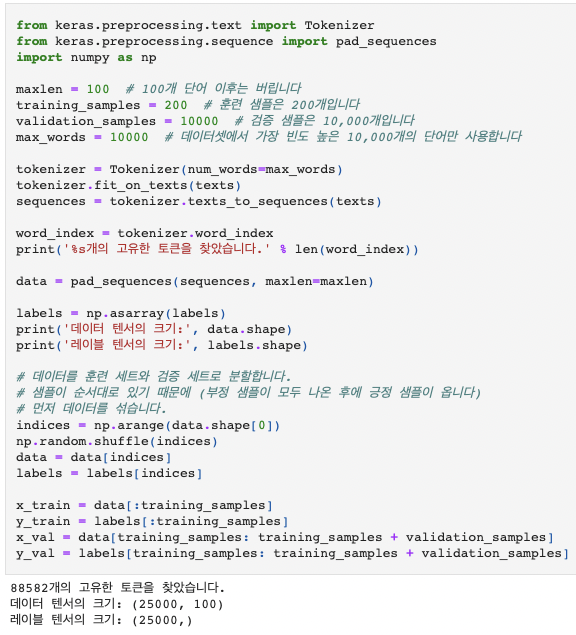 from keras.preprocessing.text import Tokenizer
from keras.preprocessing.sequence import pad_sequences
import numpy as np

maxlen = 100  # 100개 단어 이후는 버립니다
training_samples = 200  # 훈련 샘플은 200개입니다
validation_samples = 10000  # 검증 샘플은 10,000개입니다
max_words = 10000  # 데이터셋에서 가장 빈도 높은 10,000개의 단어만 사용합니다

tokenizer = Tokenizer(num_words=max_words)
tokenizer.fit_on_texts(texts)
sequences = tokenizer.texts_to_sequences(texts)

word_index = tokenizer.word_index
print('%s개의 고유한 토큰을 찾았습니다.' % len(word_index))

data = pad_sequences(sequences, maxlen=maxlen)

labels = np.asarray(labels)
print('데이터 텐서의 크기:', data.shape)
print('레이블 텐서의 크기:', labels.shape)

# 데이터를 훈련 세트와 검증 세트로 분할합니다.
# 샘플이 순서대로 있기 때문에 (부정 샘플이 모두 나온 후에 긍정 샘플이 옵니다)
# 먼저 데이터를 섞습니다.
indices = np.arange(data.shape[0])
np.random.shuffle(indices)
data = data[indices]
labels = labels[indices]

x_train = data[:training_samples]
y_train = labels[:training_samples]
x_val = data[training_samples: training_samples + validation_samples]
y_val = labels[training_samples: training_samples + validation_samples]

88582개의 고유한 토큰을 찾았습니다.
데이터 텐서의 크기: (25000, 100)
레이블 텐서의 크기: (25000,)